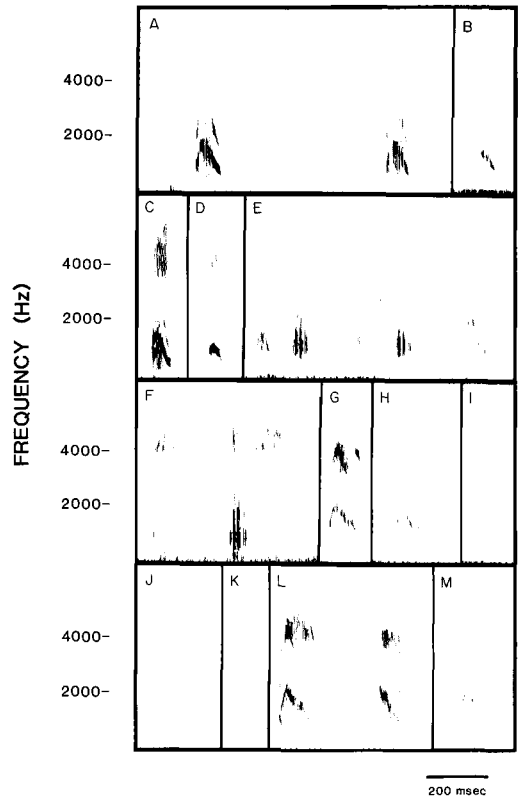 A B
4000-
2000-
C D E
4000-
2000-
FREQUENCY (Hz)
F G H I
4000-
2000-
J K L M
4000-
2000-
200 msec